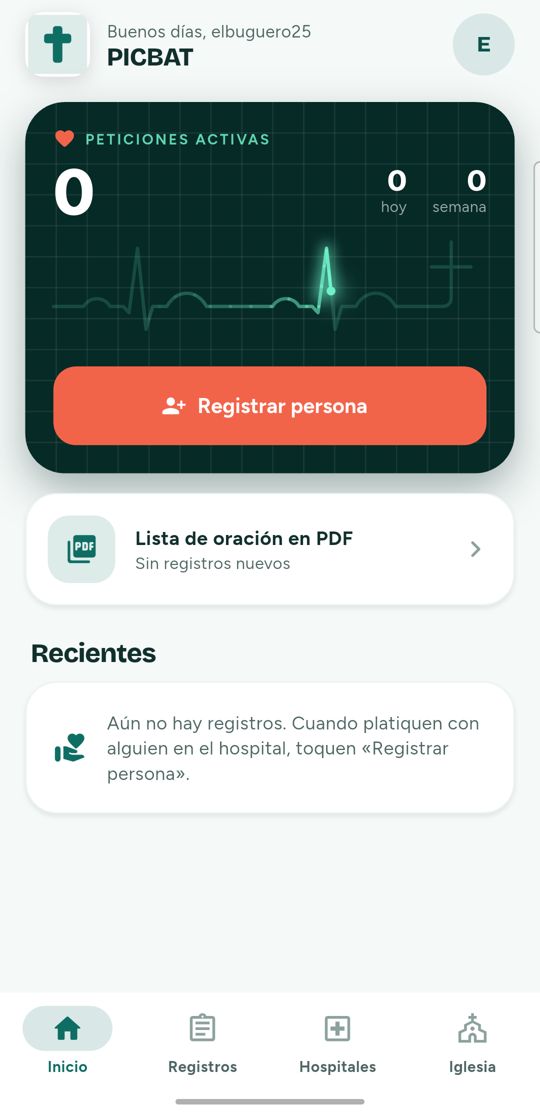 Buenos días, elbuguero25
PICBAT
E
PETICIONES ACTIVAS
0
0
hoy
0
semana
Registrar persona
PDF
Lista de oración en PDF
Sin registros nuevos
Recientes
Aún no hay registros. Cuando platiquen con
alguien en el hospital, toquen «Registrar
persona».
Inicio
Registros
Hospitales
Iglesia